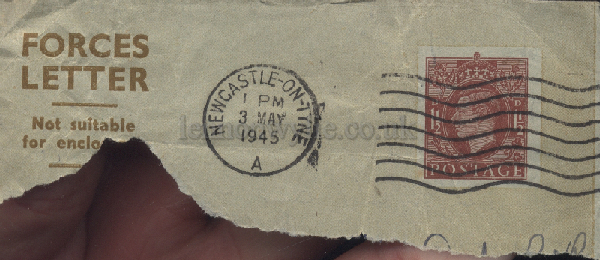 FORCES
LETTER
Not suitable
for enclo
NEWCASTLE-ON-TYNE
1 PM
3 MAY
1945
A
POSTAGE